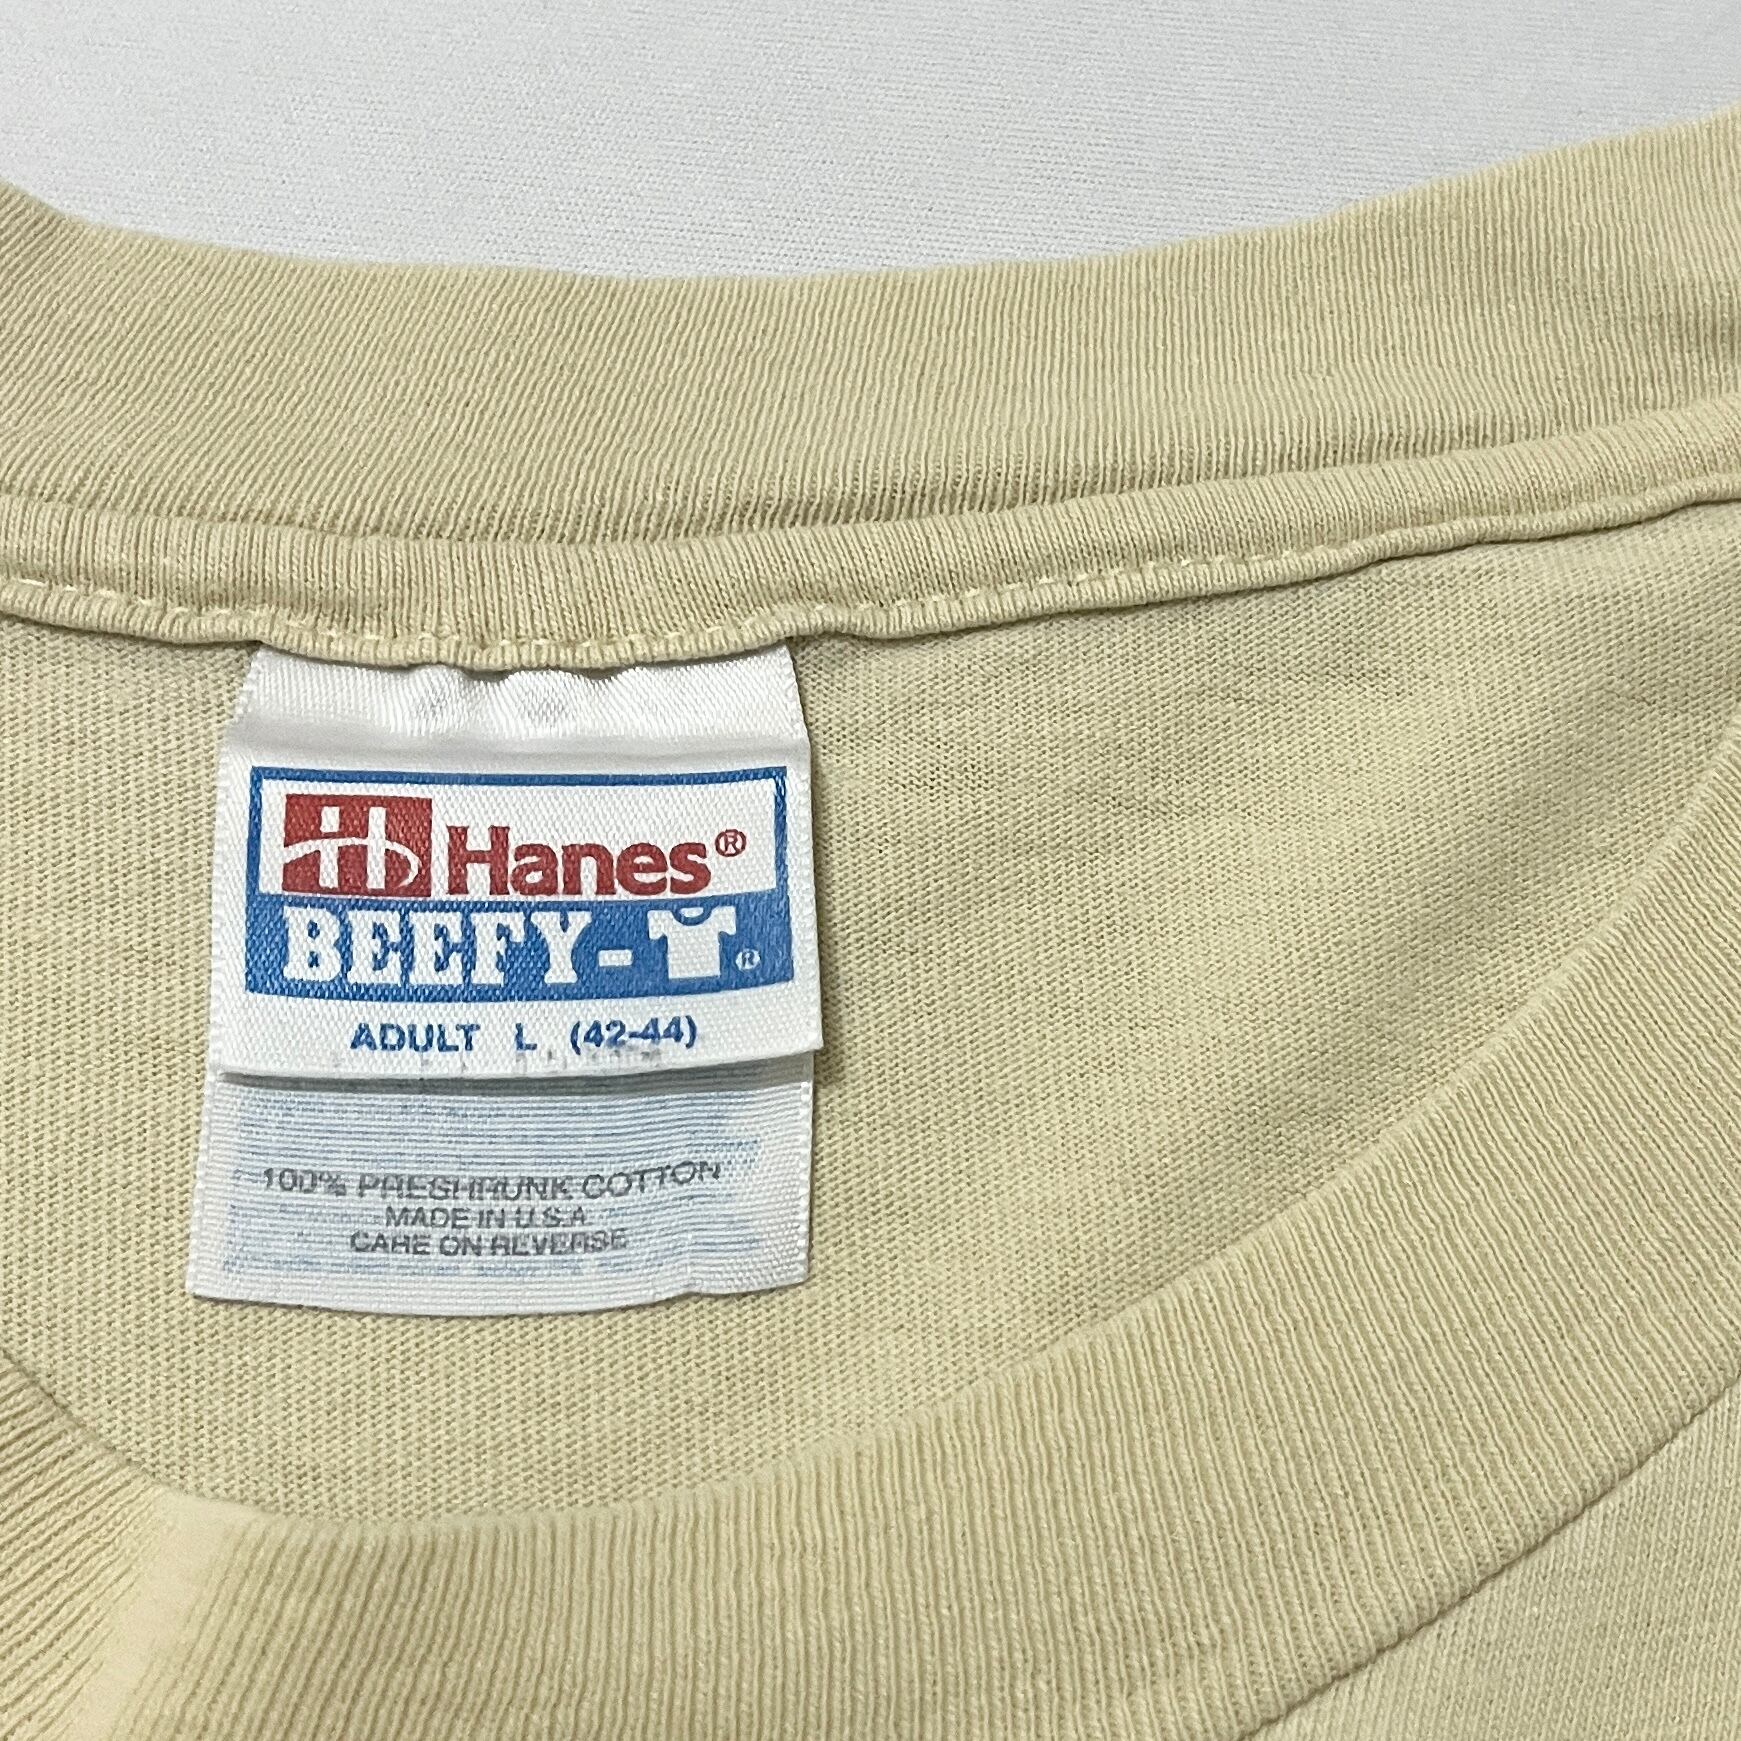 Hanes®
BEEFY-T®
ADULT L (42-44)
100% PRESHRUNK COTTON
MADE IN U.S.A.
CARE ON REVERSE